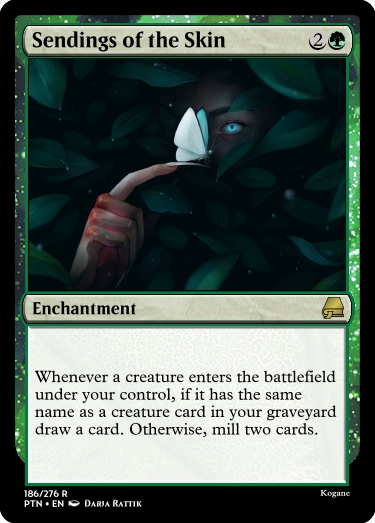 Sendings of the Skin 2
Enchantment
Whenever a creature enters the battlefield
under your control, if it has the same
name as a creature card in your graveyard
draw a card. Otherwise, mill two cards.
186/276 R
Kogane
PTN • EN Daria Rattik